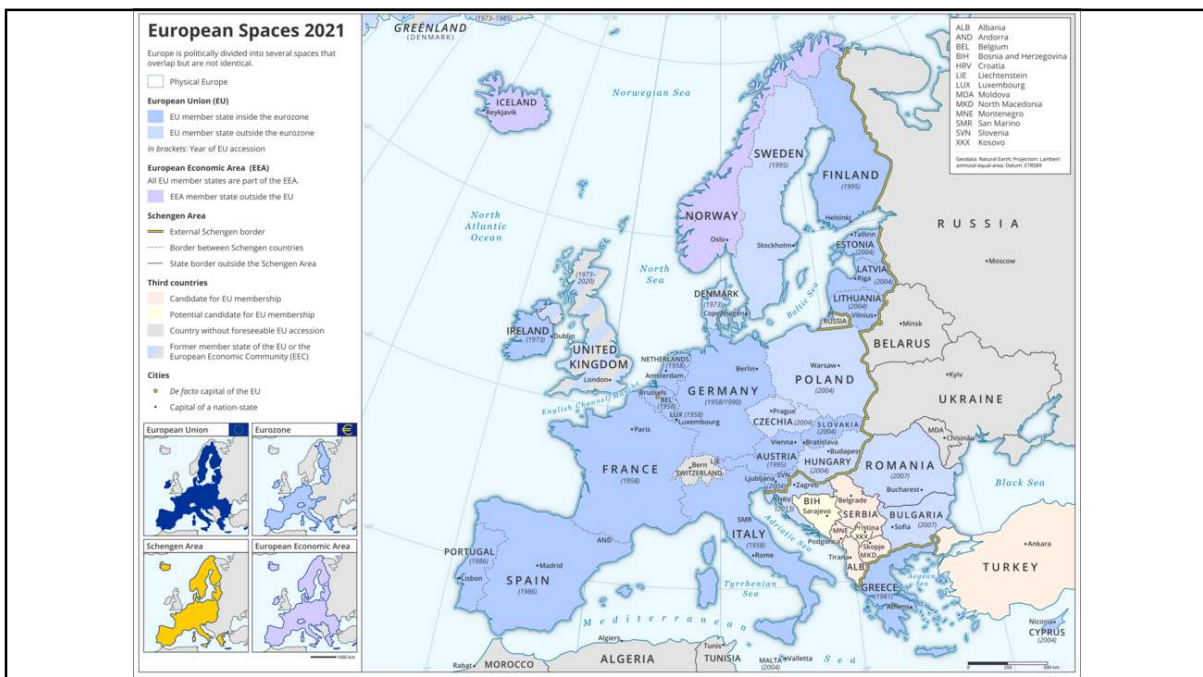 European Spaces 2021
Europe is politically divided into several spaces that
overlap but are not identical.
Physical Europe
European Union (EU)
EU member state inside the eurozone
EU member state outside the eurozone
In brackets: Year of EU accession
European Economic Area (EEA)
All EU member states are part of the EEA.
EEA member state outside the EU
Schengen Area
External Schengen border
Border between Schengen countries
State border outside the Schengen Area
Third countries
Candidate for EU membership
Potential candidate for EU membership
Country without foreseeable EU accession
Former member state of the EU or the
European Economic Community (EEC)
Cities
De facto capital of the EU
Capital of a nation-state
European Union
Eurozone
€
Schengen Area
European Economic Area
1000 km
(1973–1985)
GREENLAND
(DENMARK)
ALB Albania
AND Andorra
BEL Belgium
BIH Bosnia and Herzegovina
HRV Croatia
LIE Liechtenstein
LUX Luxembourg
MDA Moldova
MKD North Macedonia
MNE Montenegro
SMR San Marino
SVN Slovenia
XKX Kosovo
Geodata: Natural Earth; Projection: Lambert
azimutal equal-area; Datum: ETRS89
Norwegian Sea
ICELAND
Reykjavik
SWEDEN
(1995)
FINLAND
(1995)
Helsinki
NORWAY
Oslo
Stockholm
North
Atlantic
Ocean
RUSSIA
Moscow
Tallinn
ESTONIA
(2004)
LATVIA
Riga
(2004)
LITHUANIA
(2004)
Vilnius
RUSSIA
North
Sea
Baltic Sea
DENMARK
(1973)
Copenhagen
(1973–
2020)
IRELAND
(1973)
Dublin
UNITED
KINGDOM
London
English Channel/Manche
NETHERLANDS
(1958)
Amsterdam
Brussels
BEL
(1958)
LUX (1958)
Luxembourg
Berlin
GERMANY
(1958/1990)
Warsaw
POLAND
(2004)
Minsk
BELARUS
Kyiv
UKRAINE
Prague
CZECHIA (2004)
SLOVAKIA
(2004)
Vienna
Bratislava
AUSTRIA
(1995)
Budapest
HUNGARY
(2004)
MDA
Chișinău
Paris
FRANCE
(1958)
Bern
LIE
SWITZERLAND
Ljubljana
SVN
(2004)
Zagreb
HRV
(2013)
ROMANIA
(2007)
Bucharest
Black Sea
BIH
Sarajevo
Belgrade
SERBIA
BULGARIA
Sofia
(2007)
Pristina
XKX
MNE
Podgorica
Skopje
MKD
Tirana
ALB
Adriatic Sea
SMR
ITALY
(1958)
Rome
AND
PORTUGAL
(1986)
Lisbon
Madrid
SPAIN
(1986)
Tyrrhenian
Sea
Mediterranean
Sea
GREECE
(1981)
Athens
Aegean
Sea
Ankara
TURKEY
Nicosia
CYPRUS
(2004)
Algiers
Tunis
Rabat
MOROCCO
ALGERIA
TUNISIA
MALTA
(2004)
Valletta